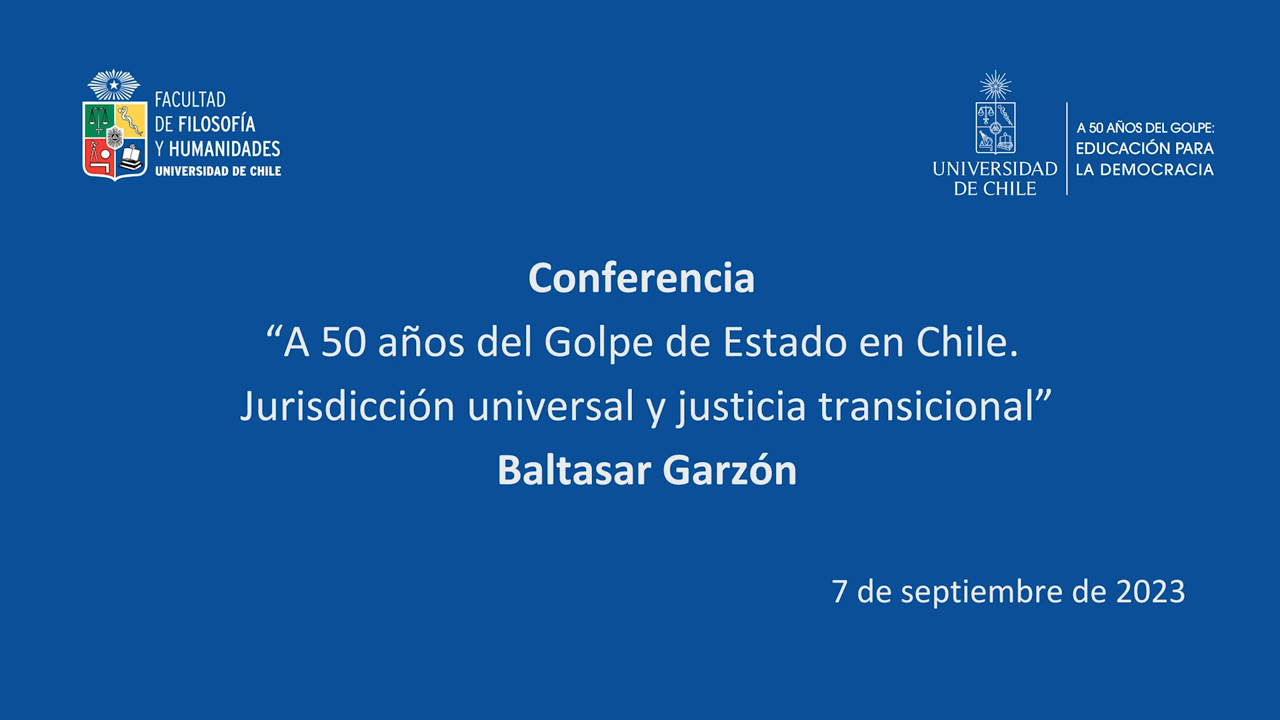 FACULTAD
DE FILOSOFÍA
Y HUMANIDADES
UNIVERSIDAD DE CHILE
UNIVERSIDAD
DE CHILE
A 50 AÑOS DEL GOLPE:
EDUCACIÓN PARA
LA DEMOCRACIA
Conferencia
“A 50 años del Golpe de Estado en Chile.
Jurisdicción universal y justicia transicional”
Baltasar Garzón
7 de septiembre de 2023